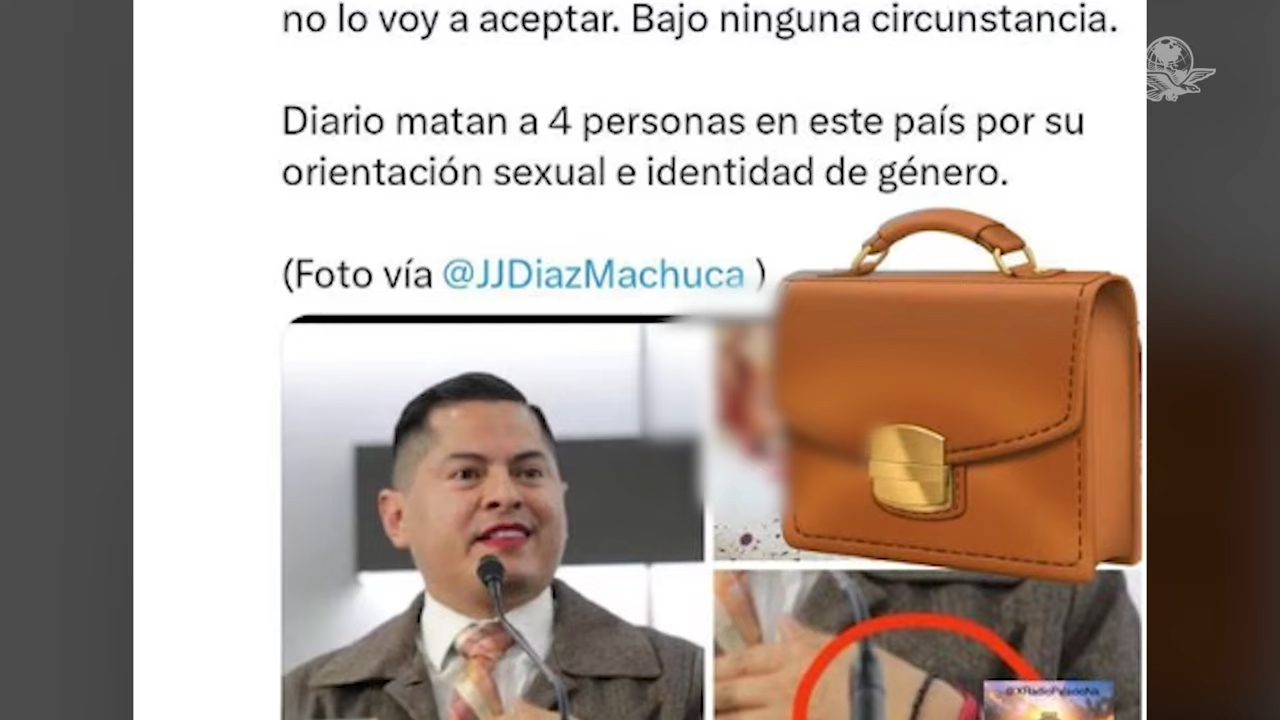 no lo voy a aceptar. Bajo ninguna circunstancia.
Diario matan a 4 personas en este país por su
orientación sexual e identidad de género.
(Foto vía @JJDiazMachuca )